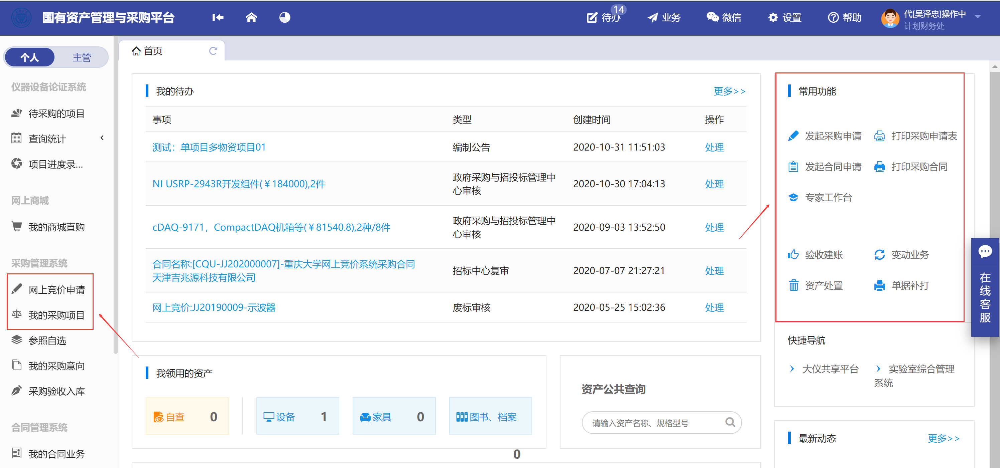 国有资产管理与采购平台
待办
14
业务
微信
设置
帮助
代[吴泽忠]操作中
计划财务处
个人
主管
首页
仪器设备论证系统
待采购的项目
查询统计
项目进度录...
网上商城
我的商城直购
采购管理系统
网上竞价申请
我的采购项目
参照自选
我的采购意向
采购验收入库
合同管理系统
我的合同业务
我的待办
更多>>
事项 类型 创建时间 操作
测试：单项目多物资项目01 编制公告 2020-10-31 11:51:03 处理
NI USRP-2943R开发组件(￥184000),2件 政府采购与招投标管理中 2020-10-30 17:04:13 处理
心审核
cDAQ-9171，CompactDAQ机箱等(￥81540.8),2种/8件 政府采购与招投标管理中 2020-09-03 13:52:50 处理
心审核
合同名称:[CQU-JJ202000007]-重庆大学网上竞价系统采购合同
天津吉兆源科技有限公司 招标中心复审 2020-07-07 21:27:21 处理
网上竞价:JJ20190009-示波器 废标审核 2020-05-25 15:02:36 处理
我领用的资产
自查 0
设备 1
家具 0
图书、档案
0
资产公共查询
请输入资产名称、规格型号
常用功能
发起采购申请 打印采购申请表
发起合同申请 打印采购合同
专家工作台
验收建账 变动业务
资产处置 单据补打
快捷导航
大仪共享平台
实验室综合管理
系统
最新动态
更多>>
在
线
客
服